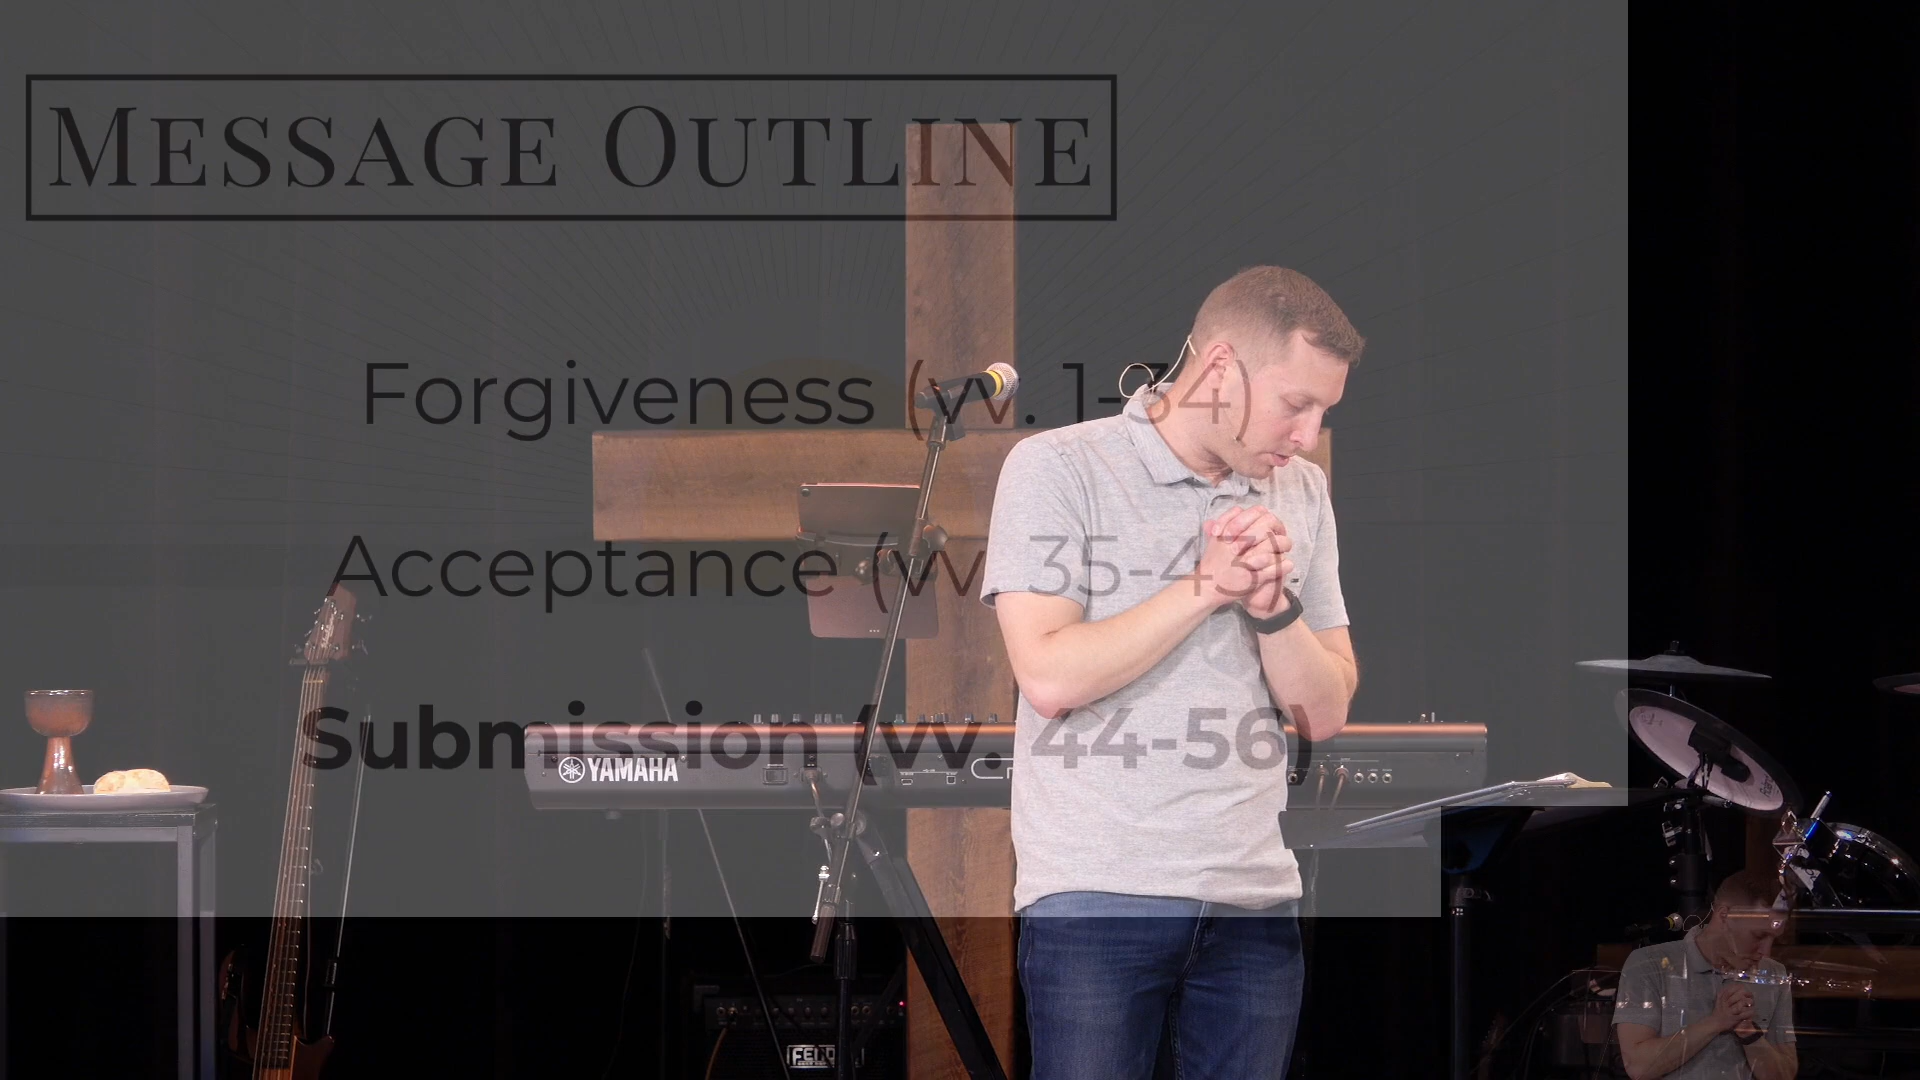 MESSAGE OUTLINE
Forgiveness (vv. 1-34)
Acceptance (vv. 35-43)
Submission (vv. 44-56)
YAMAHA